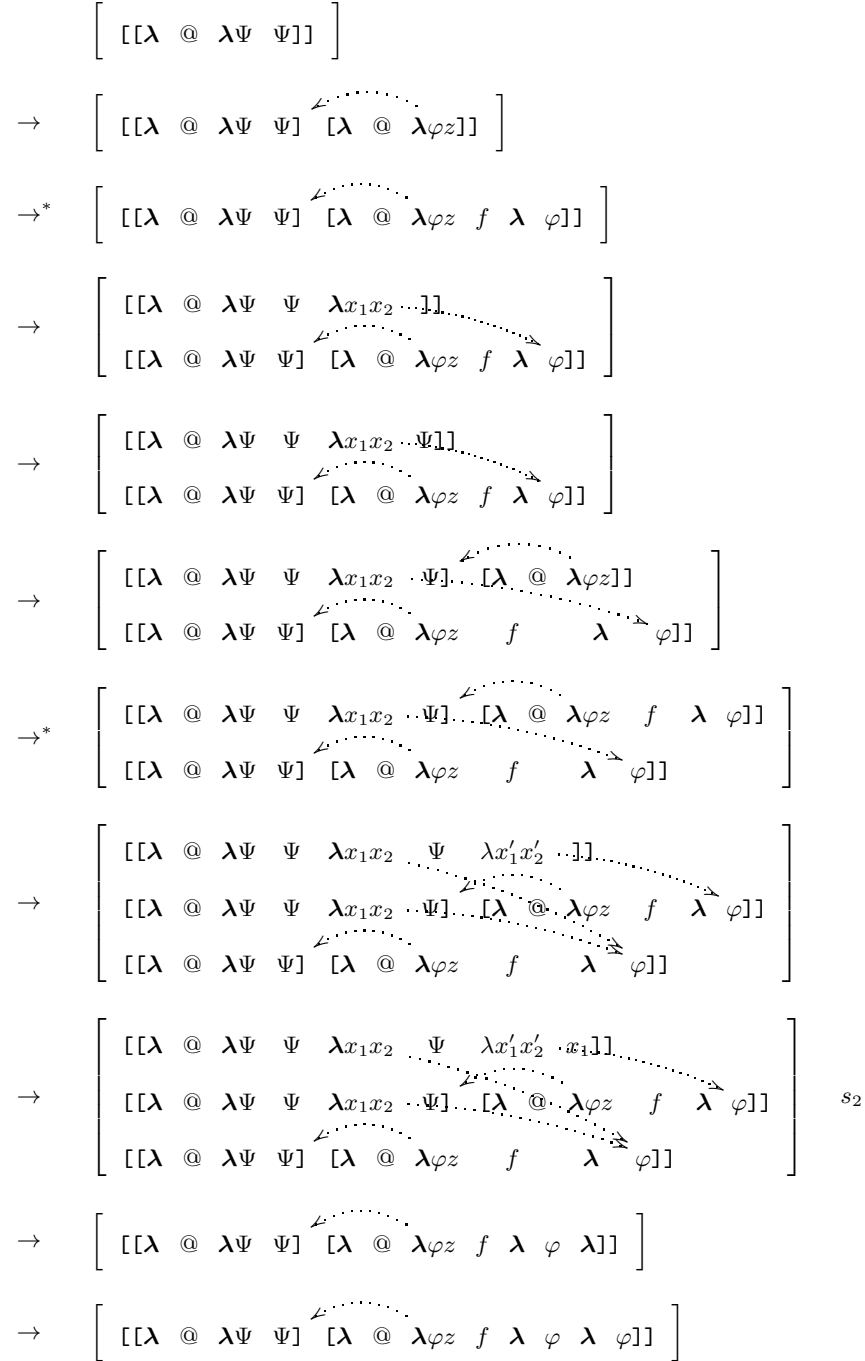 [ [[λ @ λΨ Ψ]] ]
→ [ [[λ @ λΨ Ψ] [λ @ λφz]] ]
→* [ [[λ @ λΨ Ψ] [λ @ λφz f λ φ]] ]
[[λ @ λΨ Ψ λx₁x₂ ]]
→
[[λ @ λΨ Ψ] [λ @ λφz f λ φ]]
[[λ @ λΨ Ψ λx₁x₂ Ψ]]
→
[[λ @ λΨ Ψ] [λ @ λφz f λ φ]]
[[λ @ λΨ Ψ λx₁x₂ Ψ] [λ @ λφz]]
→
[[λ @ λΨ Ψ] [λ @ λφz f λ φ]]
[[λ @ λΨ Ψ λx₁x₂ Ψ] [λ @ λφz f λ φ]]
→*
[[λ @ λΨ Ψ] [λ @ λφz f λ φ]]
[[λ @ λΨ Ψ λx₁x₂ Ψ λx′₁x′₂ ]]
→ [[λ @ λΨ Ψ λx₁x₂ Ψ] [λ @ λφz f λ φ]]
[[λ @ λΨ Ψ] [λ @ λφz f λ φ]]
[[λ @ λΨ Ψ λx₁x₂ Ψ λx′₁x′₂ x₁]]
→ [[λ @ λΨ Ψ λx₁x₂ Ψ] [λ @ λφz f λ φ]] s₂
[[λ @ λΨ Ψ] [λ @ λφz f λ φ]]
→ [ [[λ @ λΨ Ψ] [λ @ λφz f λ φ λ]] ]
→ [ [[λ @ λΨ Ψ] [λ @ λφz f λ φ λ φ]] ]